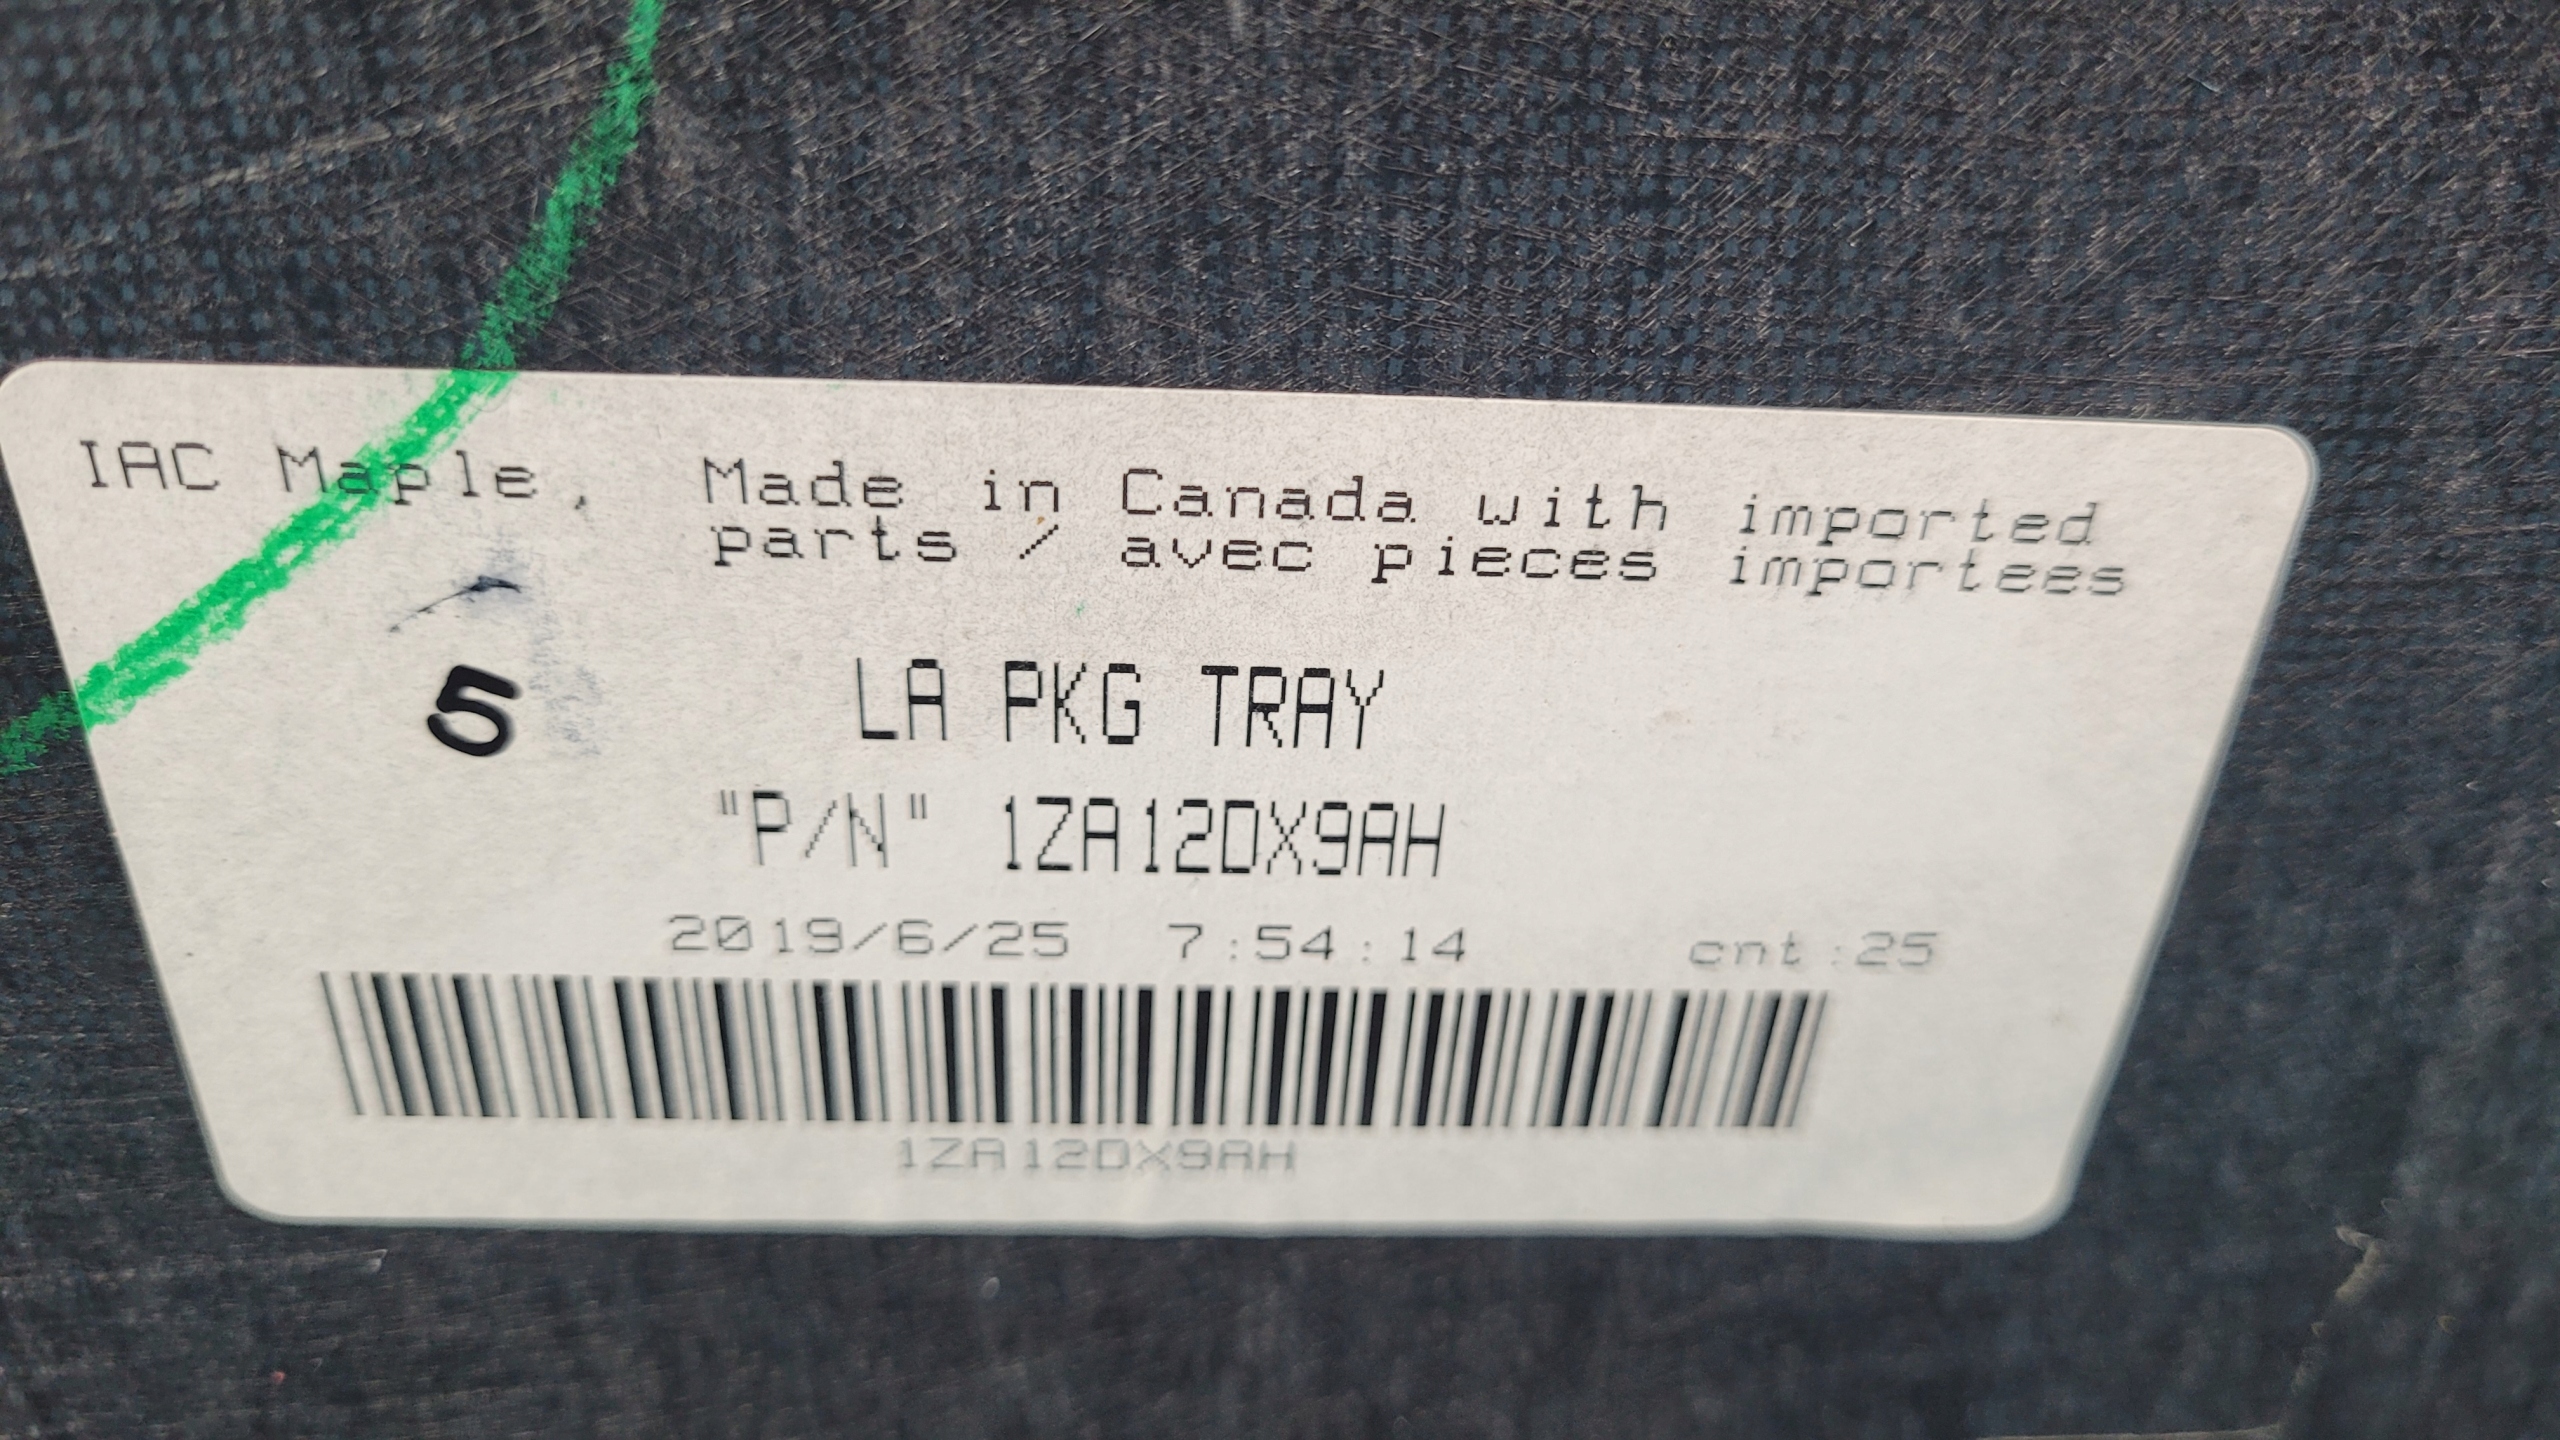 IAC Maple, Made in Canada with imported
parts / avec pieces importees
5
LA PKG TRAY
"P/N" 1ZA12DX9AH
2019/6/25 7:54:14 cnt:25
1ZA12DX9AH